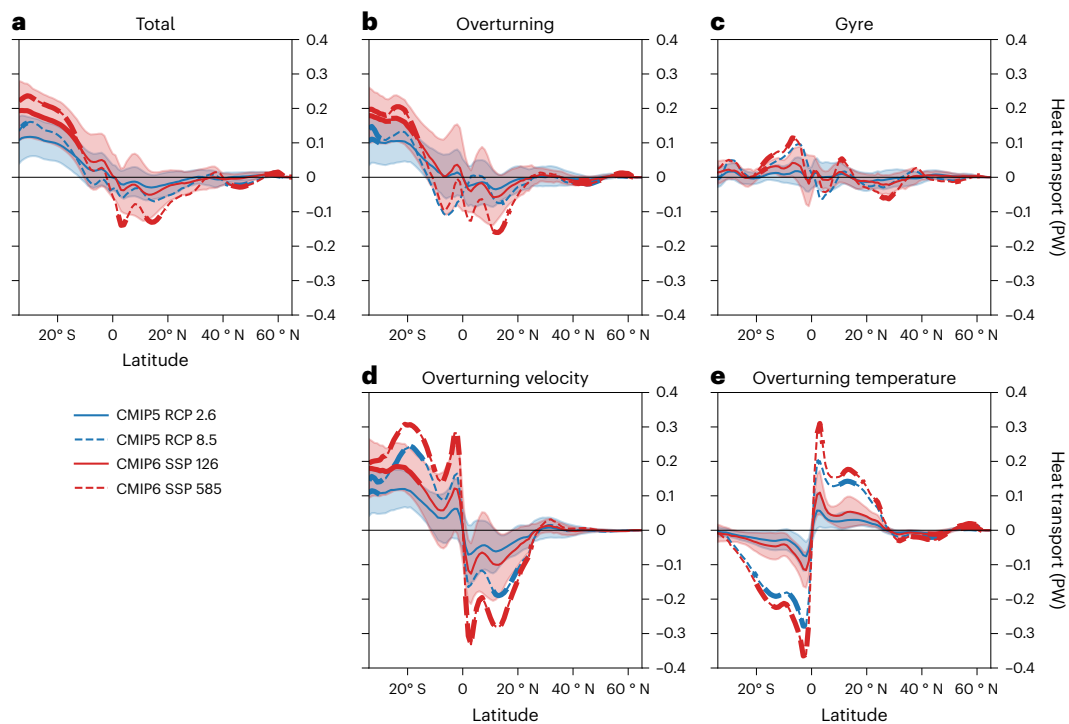 a Total
b Overturning
c Gyre
0.4
0.3
0.2
0.1
0
−0.1
−0.2
−0.3
−0.4
0.4
0.3
0.2
0.1
0
−0.1
−0.2
−0.3
−0.4
0.4
0.3
0.2
0.1
0
−0.1
−0.2
−0.3
−0.4
Heat transport (PW)
20° S 0 20° N 40 ° N 60 ° N
20° S 0 20 ° N 40 ° N 60 ° N
20° S 0 20° N 40 ° N 60 ° N
Latitude
CMIP5 RCP 2.6
CMIP5 RCP 8.5
CMIP6 SSP 126
CMIP6 SSP 585
d Overturning velocity
e Overturning temperature
0.4
0.3
0.2
0.1
0
−0.1
−0.2
−0.3
−0.4
0.4
0.3
0.2
0.1
0
−0.1
−0.2
−0.3
−0.4
Heat transport (PW)
20° S 0 20 ° N 40 ° N 60 ° N
20° S 0 20 ° N 40 ° N 60 ° N
Latitude
Latitude